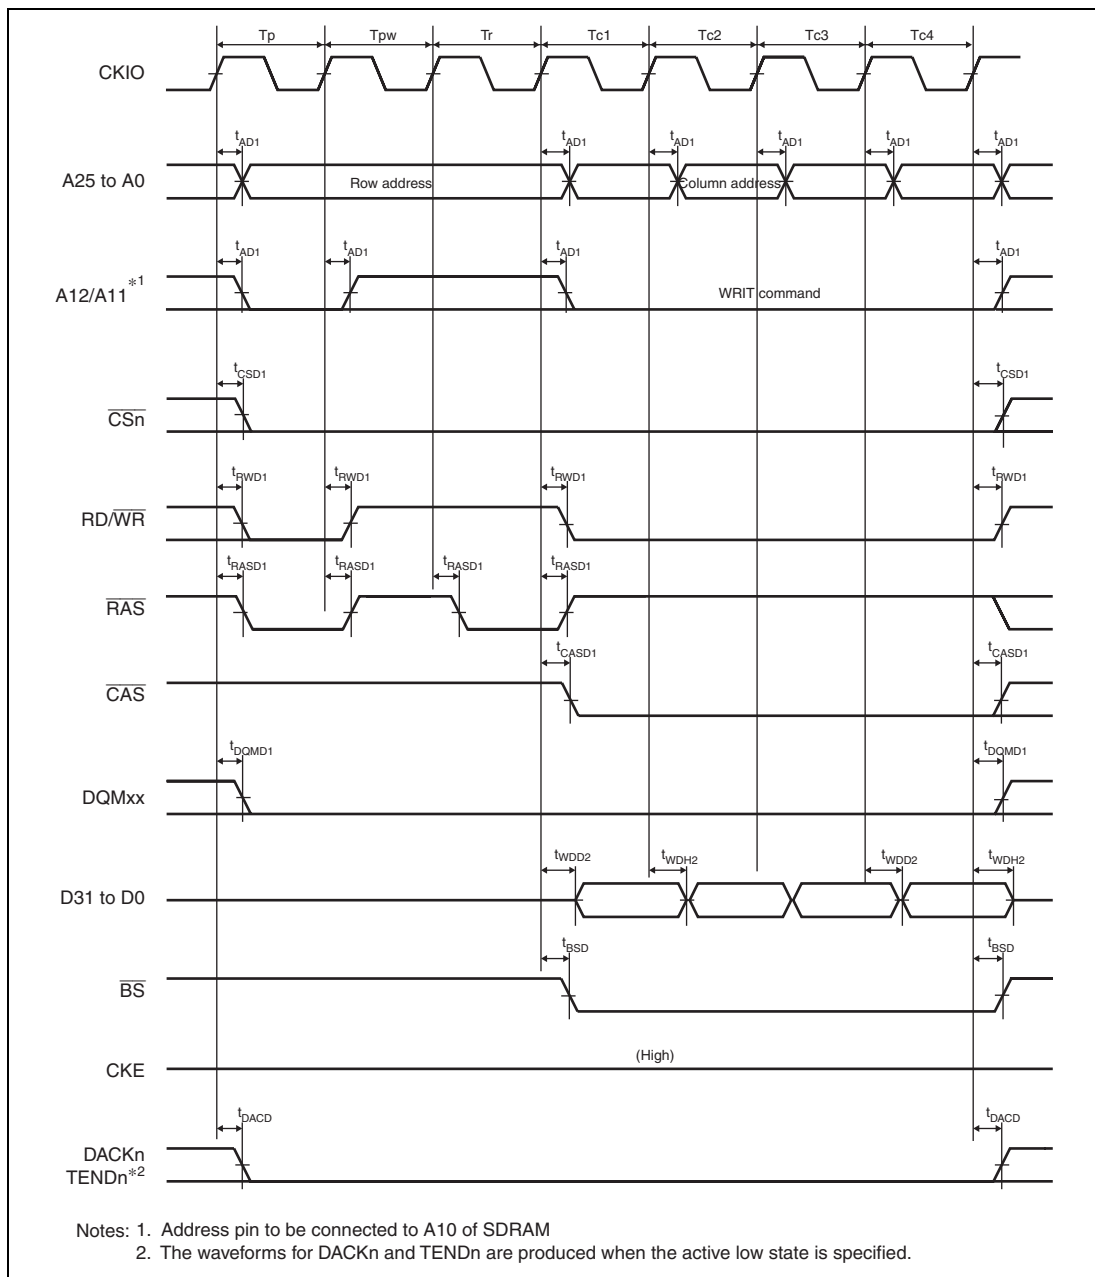 Tp Tpw Tr Tc1 Tc2 Tc3 Tc4
CKIO
tAD1 tAD1 tAD1 tAD1 tAD1 tAD1
A25 to A0
Row address
Column address
tAD1 tAD1 tAD1 tAD1
A12/A11*1
WRIT command
tCSD1 tCSD1
CSn
tRWD1 tRWD1 tRWD1 tRWD1
RD/WR
tRASD1 tRASD1 tRASD1 tRASD1
RAS
tCASD1 tCASD1
CAS
tDQMD1 tDQMD1
DQMxx
tWDD2 tWDH2 tWDD2 tWDH2
D31 to D0
tBSD tBSD
BS
(High)
CKE
tDACD tDACD
DACKn
TENDn*2
Notes: 1. Address pin to be connected to A10 of SDRAM
2. The waveforms for DACKn and TENDn are produced when the active low state is specified.